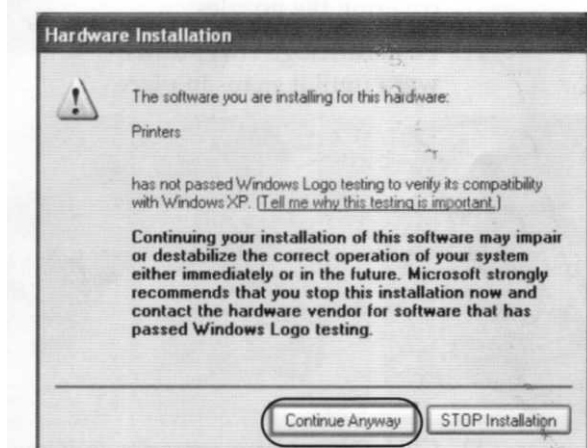 Hardware Installation
The software you are installing for this hardware:
Printers
has not passed Windows Logo testing to verify its compatibility
with Windows XP. (Tell me why this testing is important.)
Continuing your installation of this software may impair
or destabilize the correct operation of your system
either immediately or in the future. Microsoft strongly
recommends that you stop this installation now and
contact the hardware vendor for software that has
passed Windows Logo testing.
Continue Anyway STOP Installation